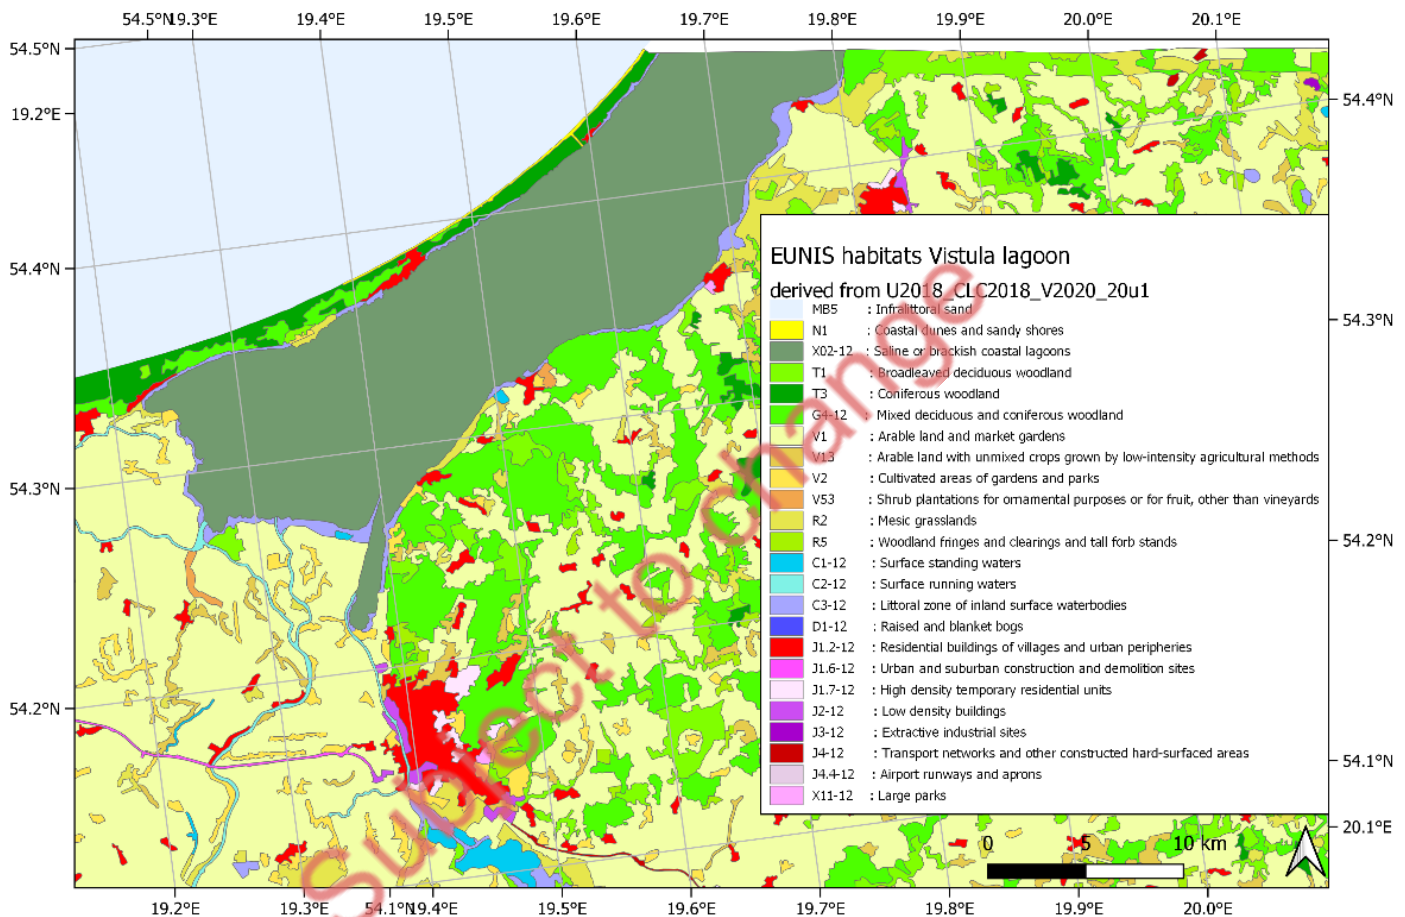 54.5°N 19.3°E 19.4°E 19.5°E 19.6°E 19.7°E 19.8°E 19.9°E 20.0°E 20.1°E
54.5°N
19.2°E
54.4°N
54.3°N
54.2°N
54.4°N
54.3°N
54.2°N
54.1°N
20.1°E
EUNIS habitats Vistula lagoon
derived from U2018_CLC2018_V2020_20u1
MB5 : Infralittoral sand
N1 : Coastal dunes and sandy shores
X02-12 : Saline or brackish coastal lagoons
T1 : Broadleaved deciduous woodland
T3 : Coniferous woodland
G4-12 : Mixed deciduous and coniferous woodland
V1 : Arable land and market gardens
V13 : Arable land with unmixed crops grown by low-intensity agricultural methods
V2 : Cultivated areas of gardens and parks
V53 : Shrub plantations for ornamental purposes or for fruit, other than vineyards
R2 : Mesic grasslands
R5 : Woodland fringes and clearings and tall forb stands
C1-12 : Surface standing waters
C2-12 : Surface running waters
C3-12 : Littoral zone of inland surface waterbodies
D1-12 : Raised and blanket bogs
J1.2-12 : Residential buildings of villages and urban peripheries
J1.6-12 : Urban and suburban construction and demolition sites
J1.7-12 : High density temporary residential units
J2-12 : Low density buildings
J3-12 : Extractive industrial sites
J4-12 : Transport networks and other constructed hard-surfaced areas
J4.4-12 : Airport runways and aprons
X11-12 : Large parks
Subject to change
0 5 10 km
19.2°E 19.3°E 54.1°N 19.4°E 19.5°E 19.6°E 19.7°E 19.8°E 19.9°E 20.0°E